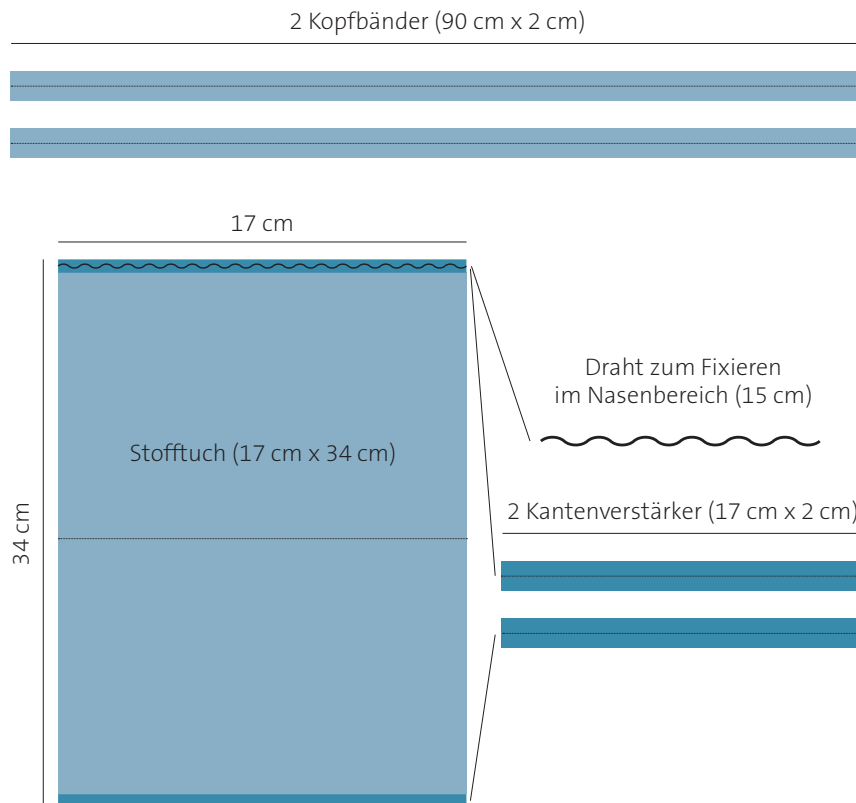 2 Kopfbänder (90 cm x 2 cm)
17 cm
34 cm
Stofftuch (17 cm x 34 cm)
Draht zum Fixieren
im Nasenbereich (15 cm)
2 Kantenverstärker (17 cm x 2 cm)